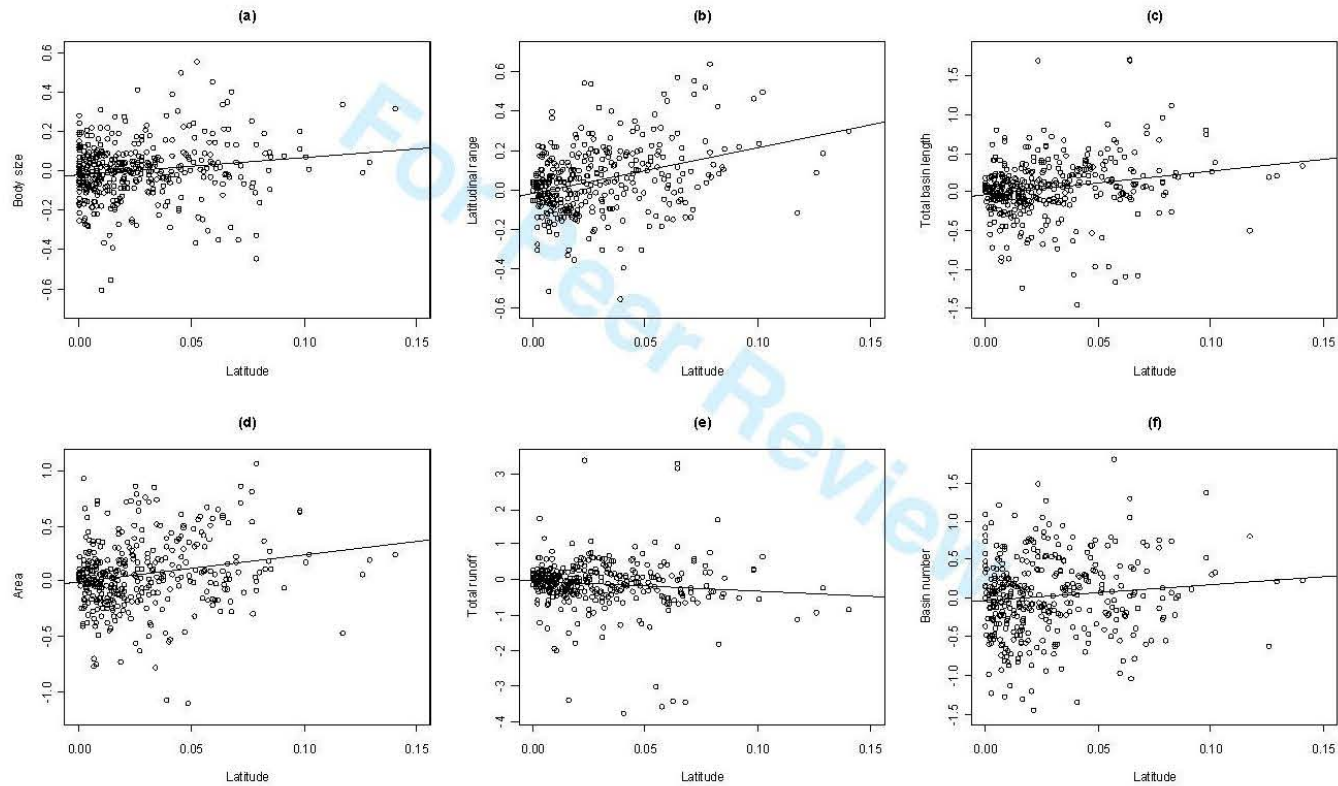 (a)
Body size
0.6
0.4
0.2
0.0
-0.2
-0.4
-0.6
0.00 0.05 0.10 0.15
Latitude
(b)
Latitudinal range
0.6
0.4
0.2
0.0
-0.2
-0.4
-0.6
0.00 0.05 0.10 0.15
Latitude
(c)
Total basin length
1.5
1.0
0.5
0.0
-0.5
-1.0
-1.5
0.00 0.05 0.10 0.15
Latitude
(d)
Area
1.0
0.5
0.0
-0.5
-1.0
0.00 0.05 0.10 0.15
Latitude
(e)
Total runoff
3
2
1
0
-1
-2
-3
-4
0.00 0.05 0.10 0.15
Latitude
(f)
Basin number
1.5
1.0
0.5
0.0
-0.5
-1.0
-1.5
0.00 0.05 0.10 0.15
Latitude
For Peer Review